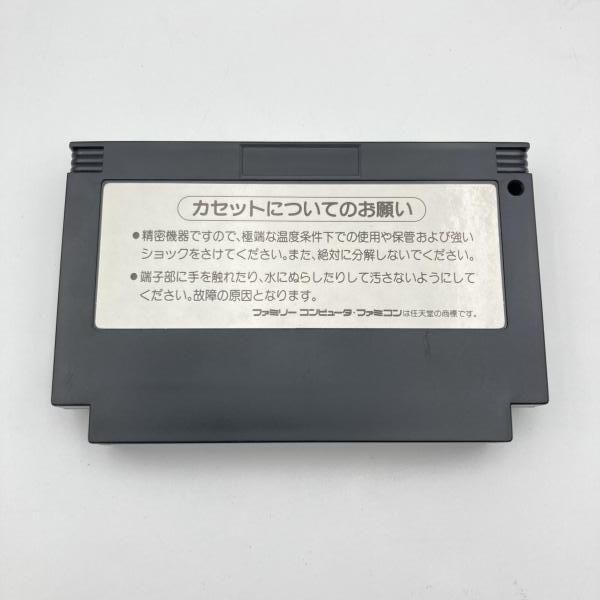 カセットについてのお願い
●精密機器ですので、極端な温度条件下での使用や保管および強い
ショックをさけてください。また、絶対に分解しないでください。
●端子部に手を触れたり、水にぬらしたりして汚さないようにして
ください。故障の原因となります。
ファミリーコンピュータ・ファミコンは任天堂の商標です。